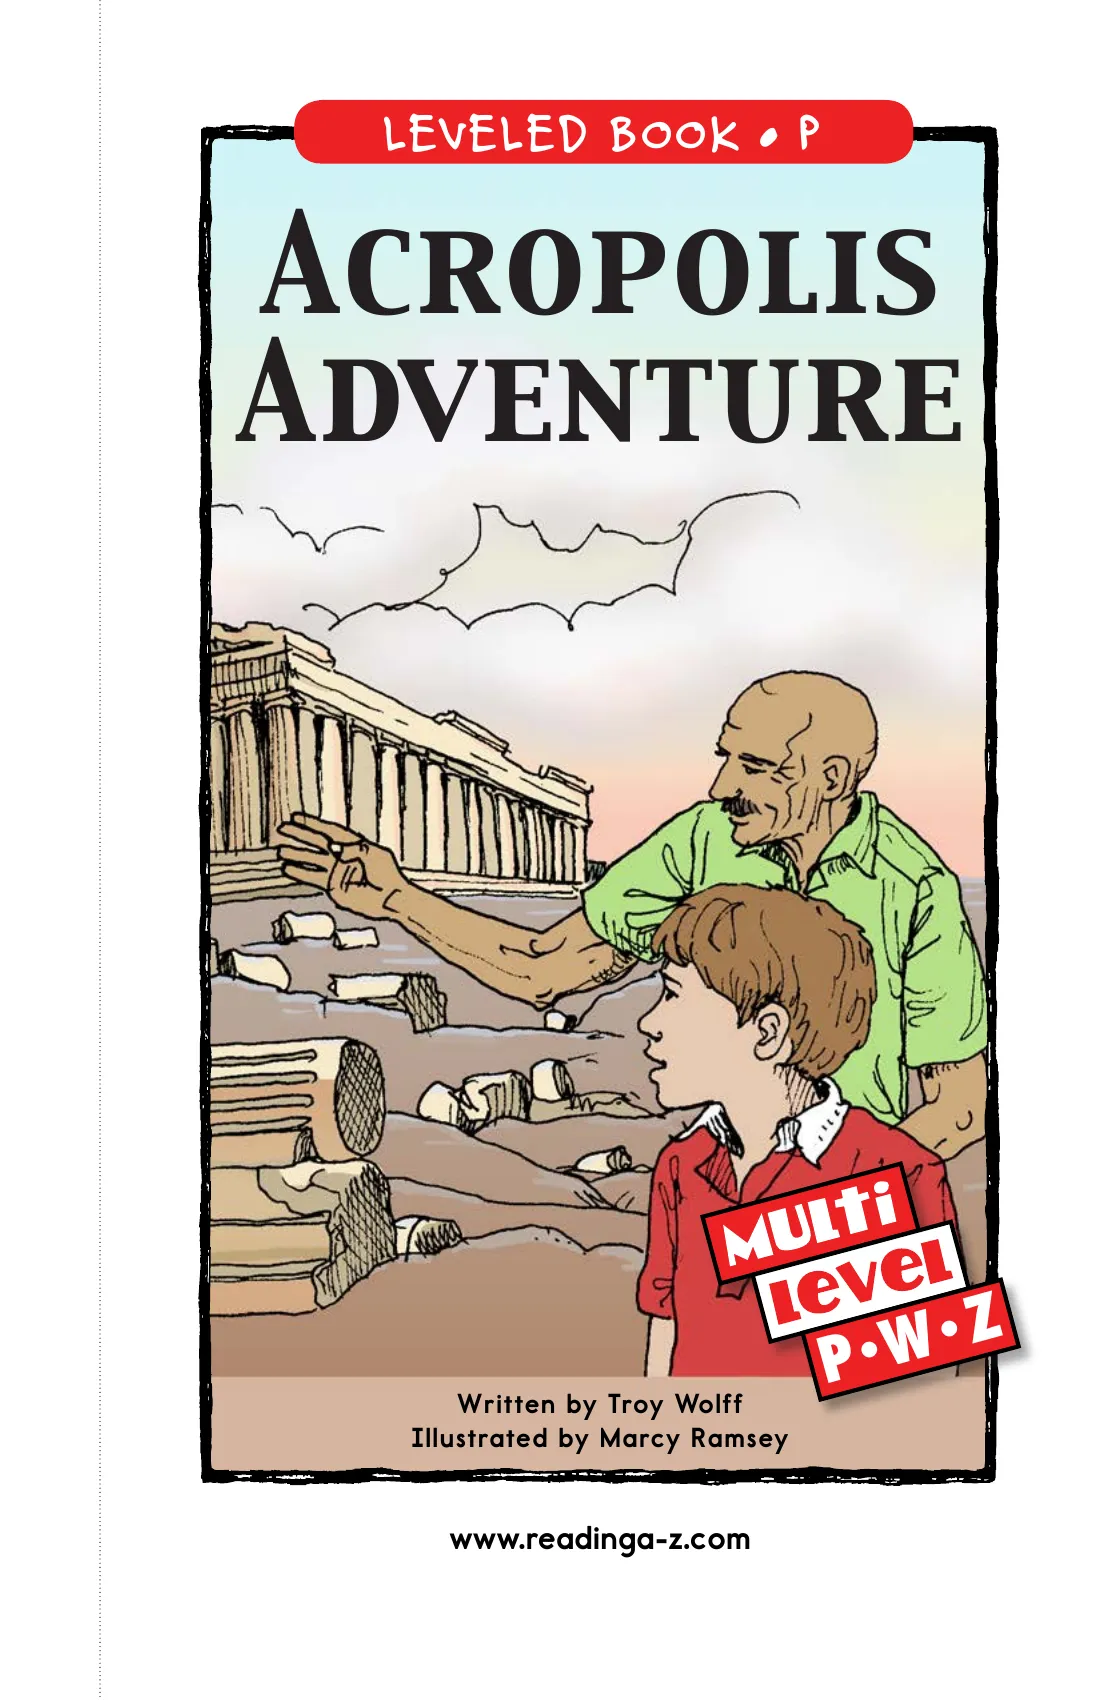 LEVELED BOOK • P
ACROPOLIS
ADVENTURE
MULTi
level
P•W•Z
Written by Troy Wolff
Illustrated by Marcy Ramsey
www.readinga-z.com